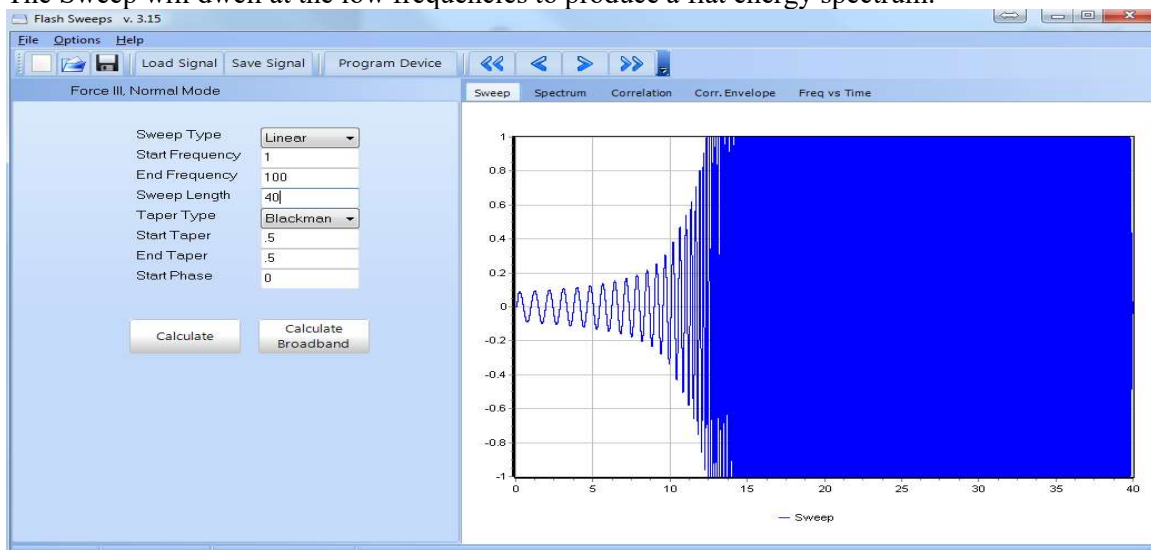 The Sweep will dwell at the low frequencies to produce a flat energy spectrum.
Flash Sweeps v. 3.15
File Options Help
Load Signal Save Signal Program Device
Force III, Normal Mode
Sweep Spectrum Correlation Corr. Envelope Freq vs Time
Sweep Type Linear
Start Frequency 1
End Frequency 100
Sweep Length 40
Taper Type Blackman
Start Taper .5
End Taper .5
Start Phase 0
Calculate
Calculate
Broadband
1
0.8
0.6
0.4
0.2
0
-0.2
-0.4
-0.6
-0.8
-1
0 5 10 15 20 25 30 35 40
Sweep